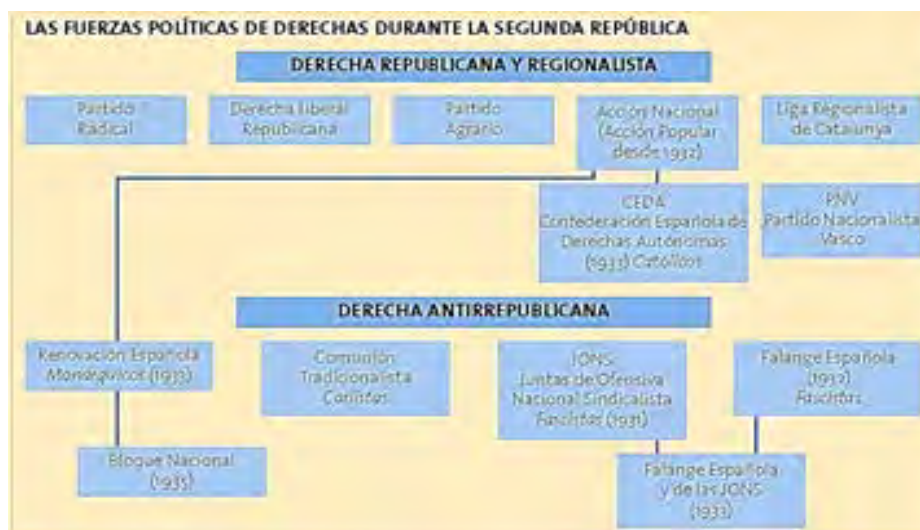 LAS FUERZAS POLÍTICAS DE DERECHAS DURANTE LA SEGUNDA REPÚBLICA
DERECHA REPUBLICANA Y REGIONALISTA
Partido
Radical
Derecha Liberal
Republicana
Partido
Agrario
Acción Nacional
(Acción Popular
desde 1932)
Liga Regionalista
de Catalunya
CEDA
Confederación Española de
Derechas Autónomas
(1933) Católicos
PNV
Partido Nacionalista
Vasco
DERECHA ANTIRREPUBLICANA
Renovación Española
Monárquicos (1933)
Comunión
Tradicionalista
Carlistas
JONS
Juntas de Ofensiva
Nacional Sindicalista
Fascistas (1931)
Falange Española
(1932)
Fascistas
Bloque Nacional
(1935)
Falange Española
y de las JONS
(1933)